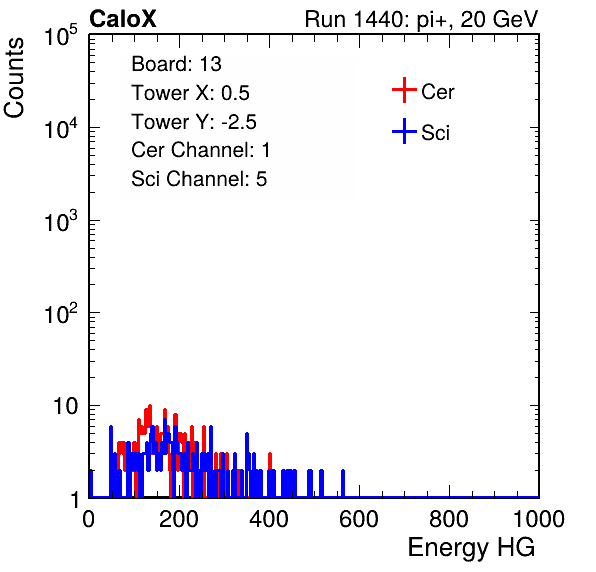 CaloX Run 1440: pi+, 20 GeV
Board: 13
Tower X: 0.5
Tower Y: -2.5
Cer Channel: 1
Sci Channel: 5
Cer
Sci
Counts
10^5
10^4
10^3
10^2
10
1
0 200 400 600 800 1000
Energy HG